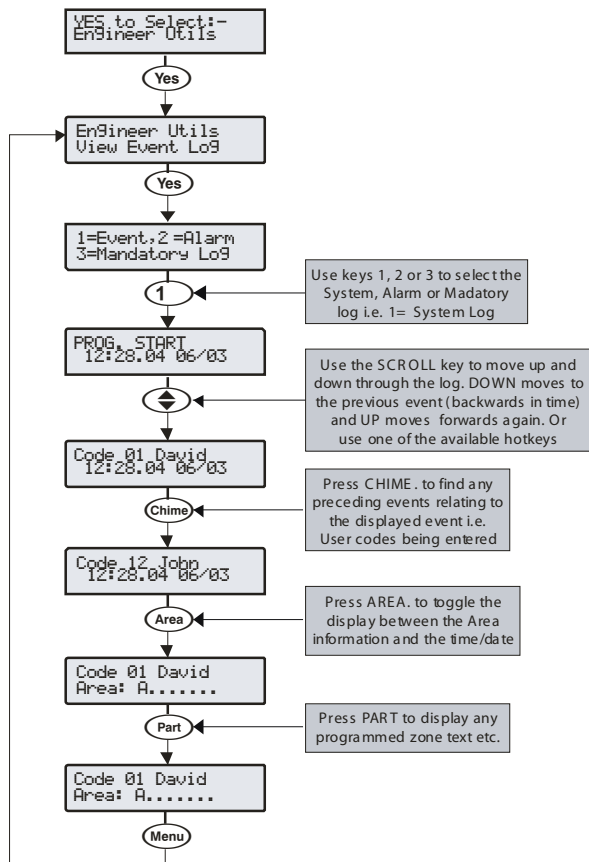 YES to Select:-
Engineer Utils
Yes
Engineer Utils
View Event Log
Yes
1=Event,2 =Alarm
3=Mandatory Log
1
Use keys 1, 2 or 3 to select the
System, Alarm or Madatory
log i.e. 1= System Log
PROG. START
12:28.04 06/03
Use the SCROLL key to move up and
down through the log. DOWN moves to
the previous event (backwards in time)
and UP moves forwards again. Or
use one of the available hotkeys
Code 01 David
12:28.04 06/03
Press CHIME. to find any
preceding events relating to
the displayed event i.e.
User codes being entered
Chime
Code 12 John
12:28.04 06/03
Press AREA. to toggle the
display between the Area
information and the time/date
Area
Code 01 David
Area: A.......
Press PART to display any
programmed zone text etc.
Part
Code 01 David
Area: A.......
Menu